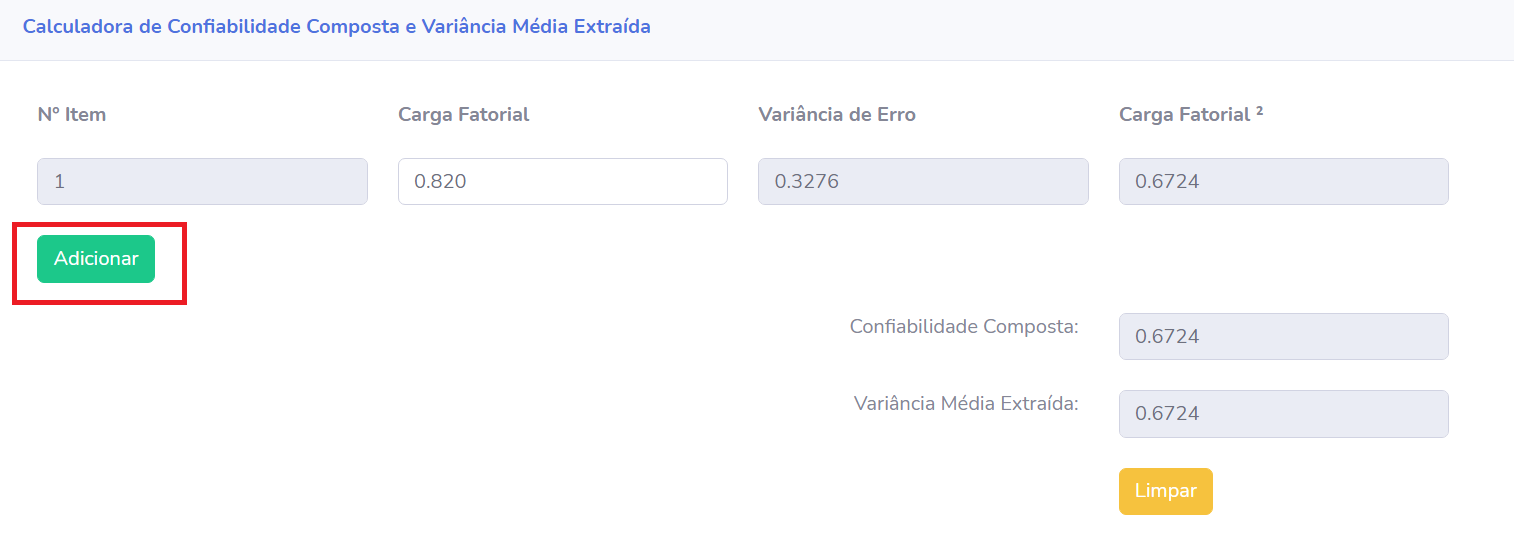 Calculadora de Confiabilidade Composta e Variância Média Extraída
Nº Item Carga Fatorial Variância de Erro Carga Fatorial ²
1 0.820 0.3276 0.6724
Adicionar
Confiabilidade Composta: 0.6724
Variância Média Extraída: 0.6724
Limpar